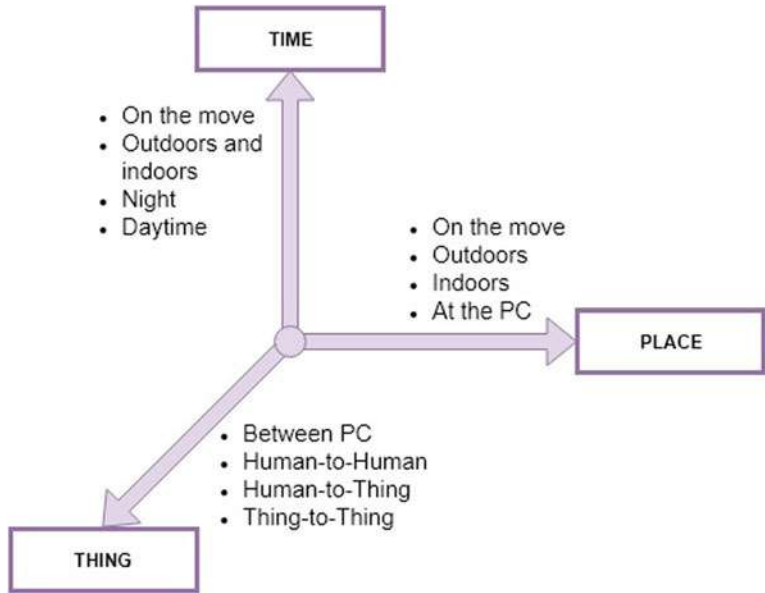 TIME
• On the move
• Outdoors and
indoors
• Night
• Daytime
• On the move
• Outdoors
• Indoors
• At the PC
PLACE
• Between PC
• Human-to-Human
• Human-to-Thing
• Thing-to-Thing
THING